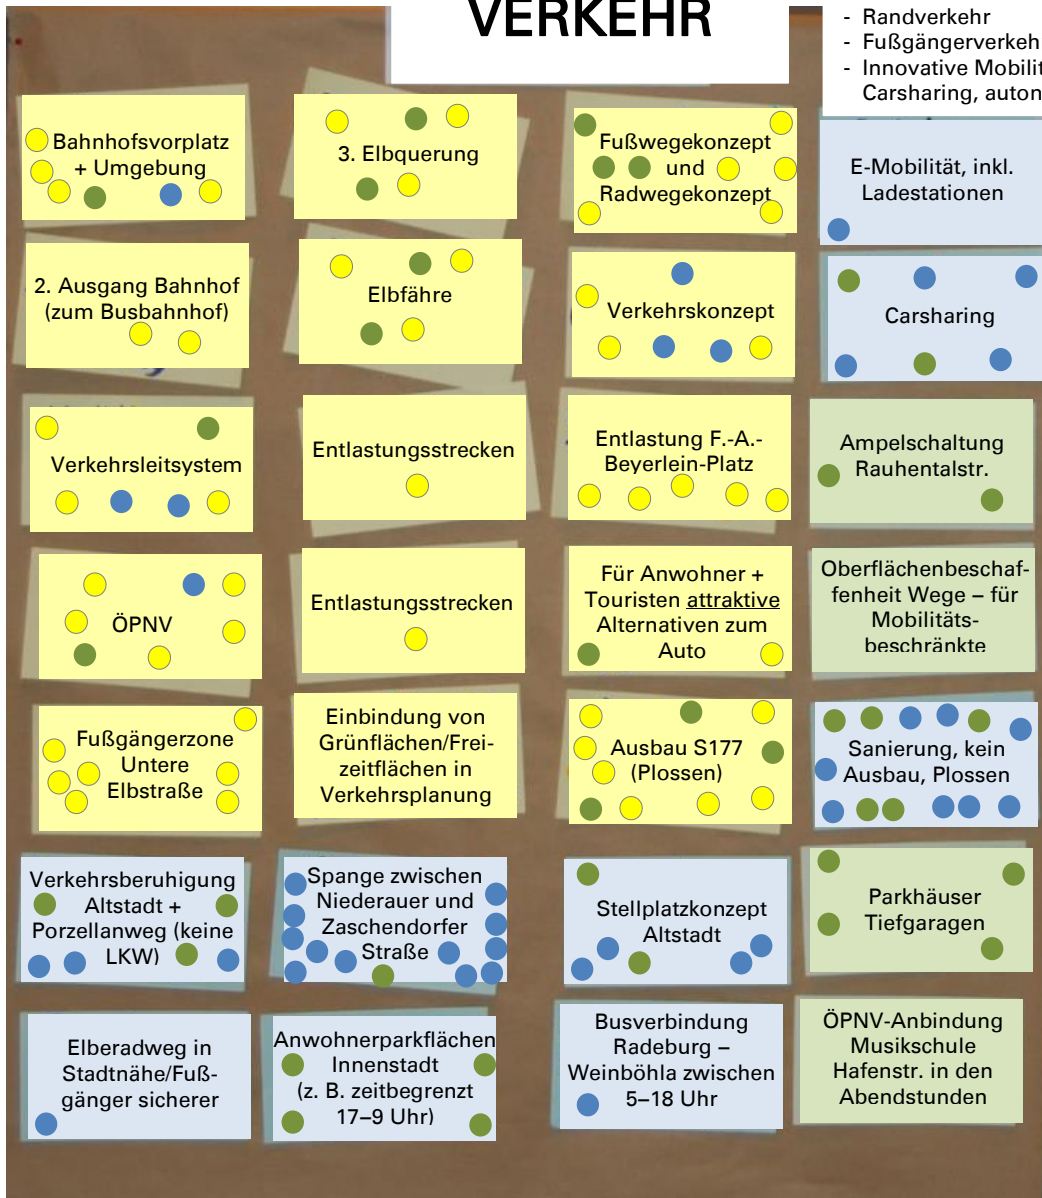 VERKEHR
- Randverkehr
- Fußgängerverkeh
- Innovative Mobilit
Carsharing, auton
Bahnhofsvorplatz
+ Umgebung
3. Elbquerung
Fußwegekonzept
und
Radwegekonzept
E-Mobilität, inkl.
Ladestationen
2. Ausgang Bahnhof
(zum Busbahnhof)
Elbfähre
Verkehrskonzept
Carsharing
Verkehrsleitsystem
Entlastungsstrecken
Entlastung F.-A.-
Beyerlein-Platz
Ampelschaltung
Rauhentalstr.
ÖPNV
Entlastungsstrecken
Für Anwohner +
Touristen attraktive
Alternativen zum
Auto
Oberflächenbeschaf-
fenheit Wege – für
Mobilitäts-
beschränkte
Fußgängerzone
Untere
Elbstraße
Einbindung von
Grünflächen/Frei-
zeitflächen in
Verkehrsplanung
Ausbau S177
(Plossen)
Sanierung, kein
Ausbau, Plossen
Verkehrsberuhigung
Altstadt +
Porzellanweg (keine
LKW)
Spange zwischen
Niederauer und
Zaschendorfer
Straße
Stellplatzkonzept
Altstadt
Parkhäuser
Tiefgaragen
Elberadweg in
Stadtnähe/Fuß-
gänger sicherer
Anwohnerparkflächen
Innenstadt
(z. B. zeitbegrenzt
17–9 Uhr)
Busverbindung
Radeburg –
Weinböhla zwischen
5–18 Uhr
ÖPNV-Anbindung
Musikschule
Hafenstr. in den
Abendstunden